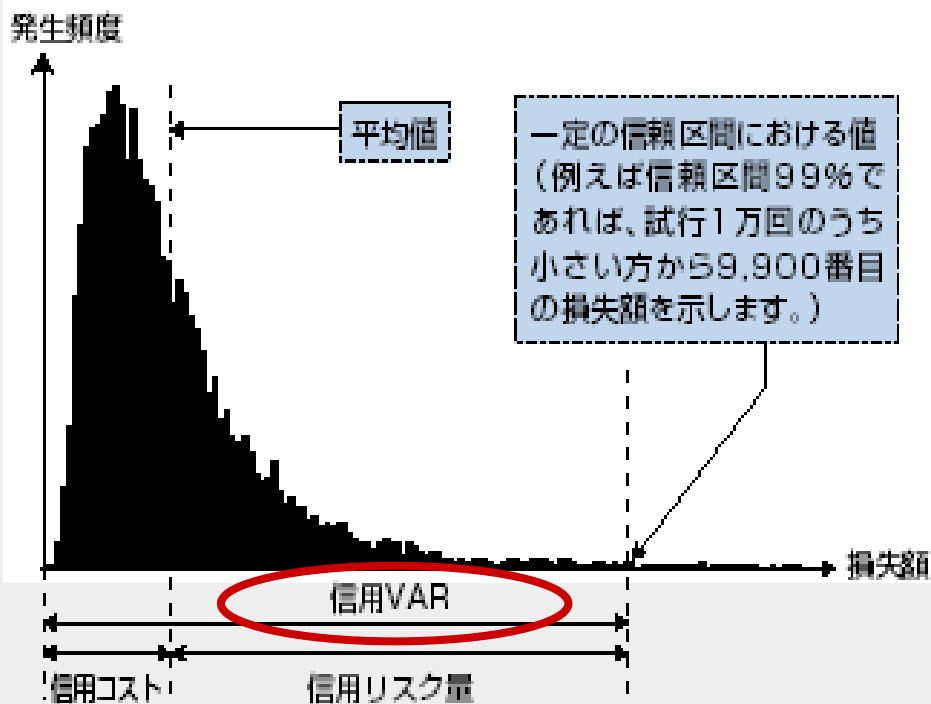 発生頻度
平均値
一定の信頼区間における値
(例えば信頼区間99%で
あれば、試行1万回のうち
小さい方から9,900番目
の損失額を示します。)
損失額
信用VAR
信用コスト
信用リスク量